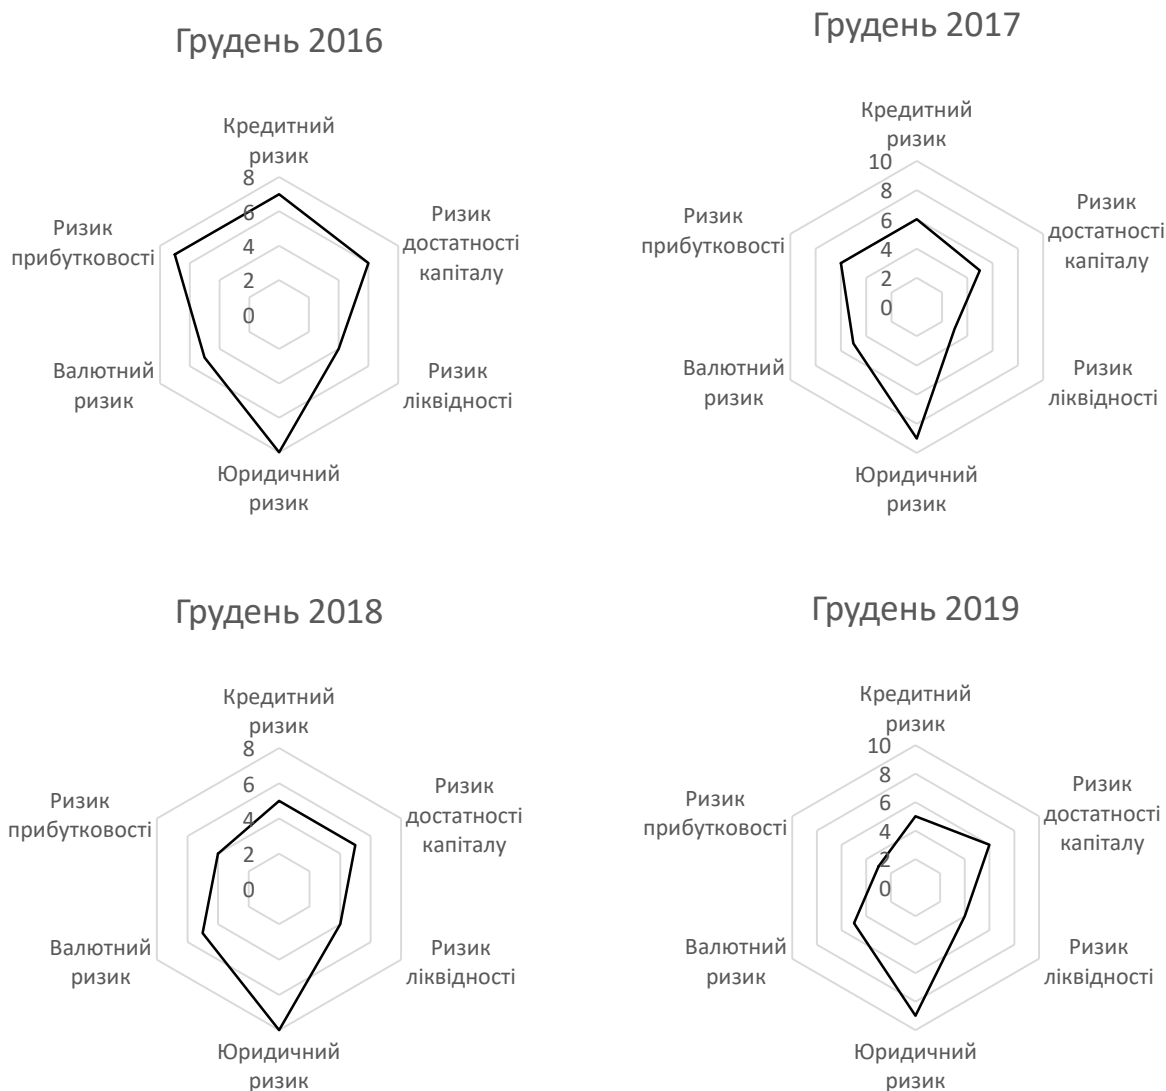 Грудень 2016
Кредитний
ризик
8
6
4
2
0
Ризик
достатності
капіталу
Ризик
ліквідності
Юридичний
ризик
Валютний
ризик
Ризик
прибутковості
Грудень 2017
Кредитний
ризик
10
8
6
4
2
0
Ризик
достатності
капіталу
Ризик
ліквідності
Юридичний
ризик
Валютний
ризик
Ризик
прибутковості
Грудень 2018
Кредитний
ризик
8
6
4
2
0
Ризик
достатності
капіталу
Ризик
ліквідності
Юридичний
ризик
Валютний
ризик
Ризик
прибутковості
Грудень 2019
Кредитний
ризик
10
8
6
4
2
0
Ризик
достатності
капіталу
Ризик
ліквідності
Юридичний
ризик
Валютний
ризик
Ризик
прибутковості